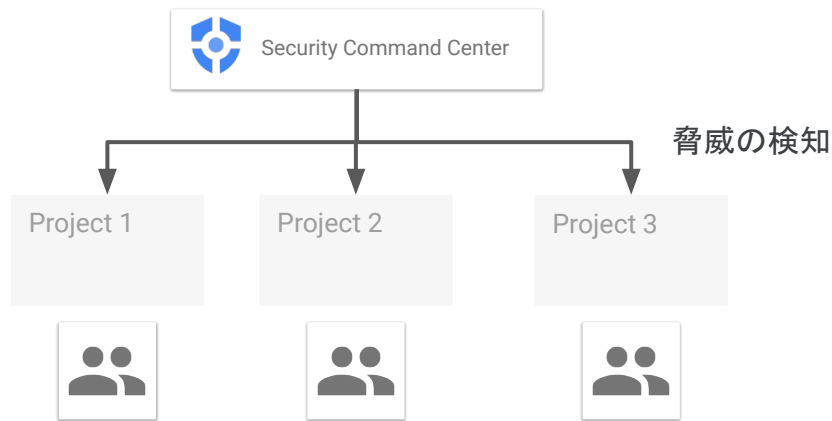 Security Command Center
脅威の検知
Project 1
Project 2
Project 3